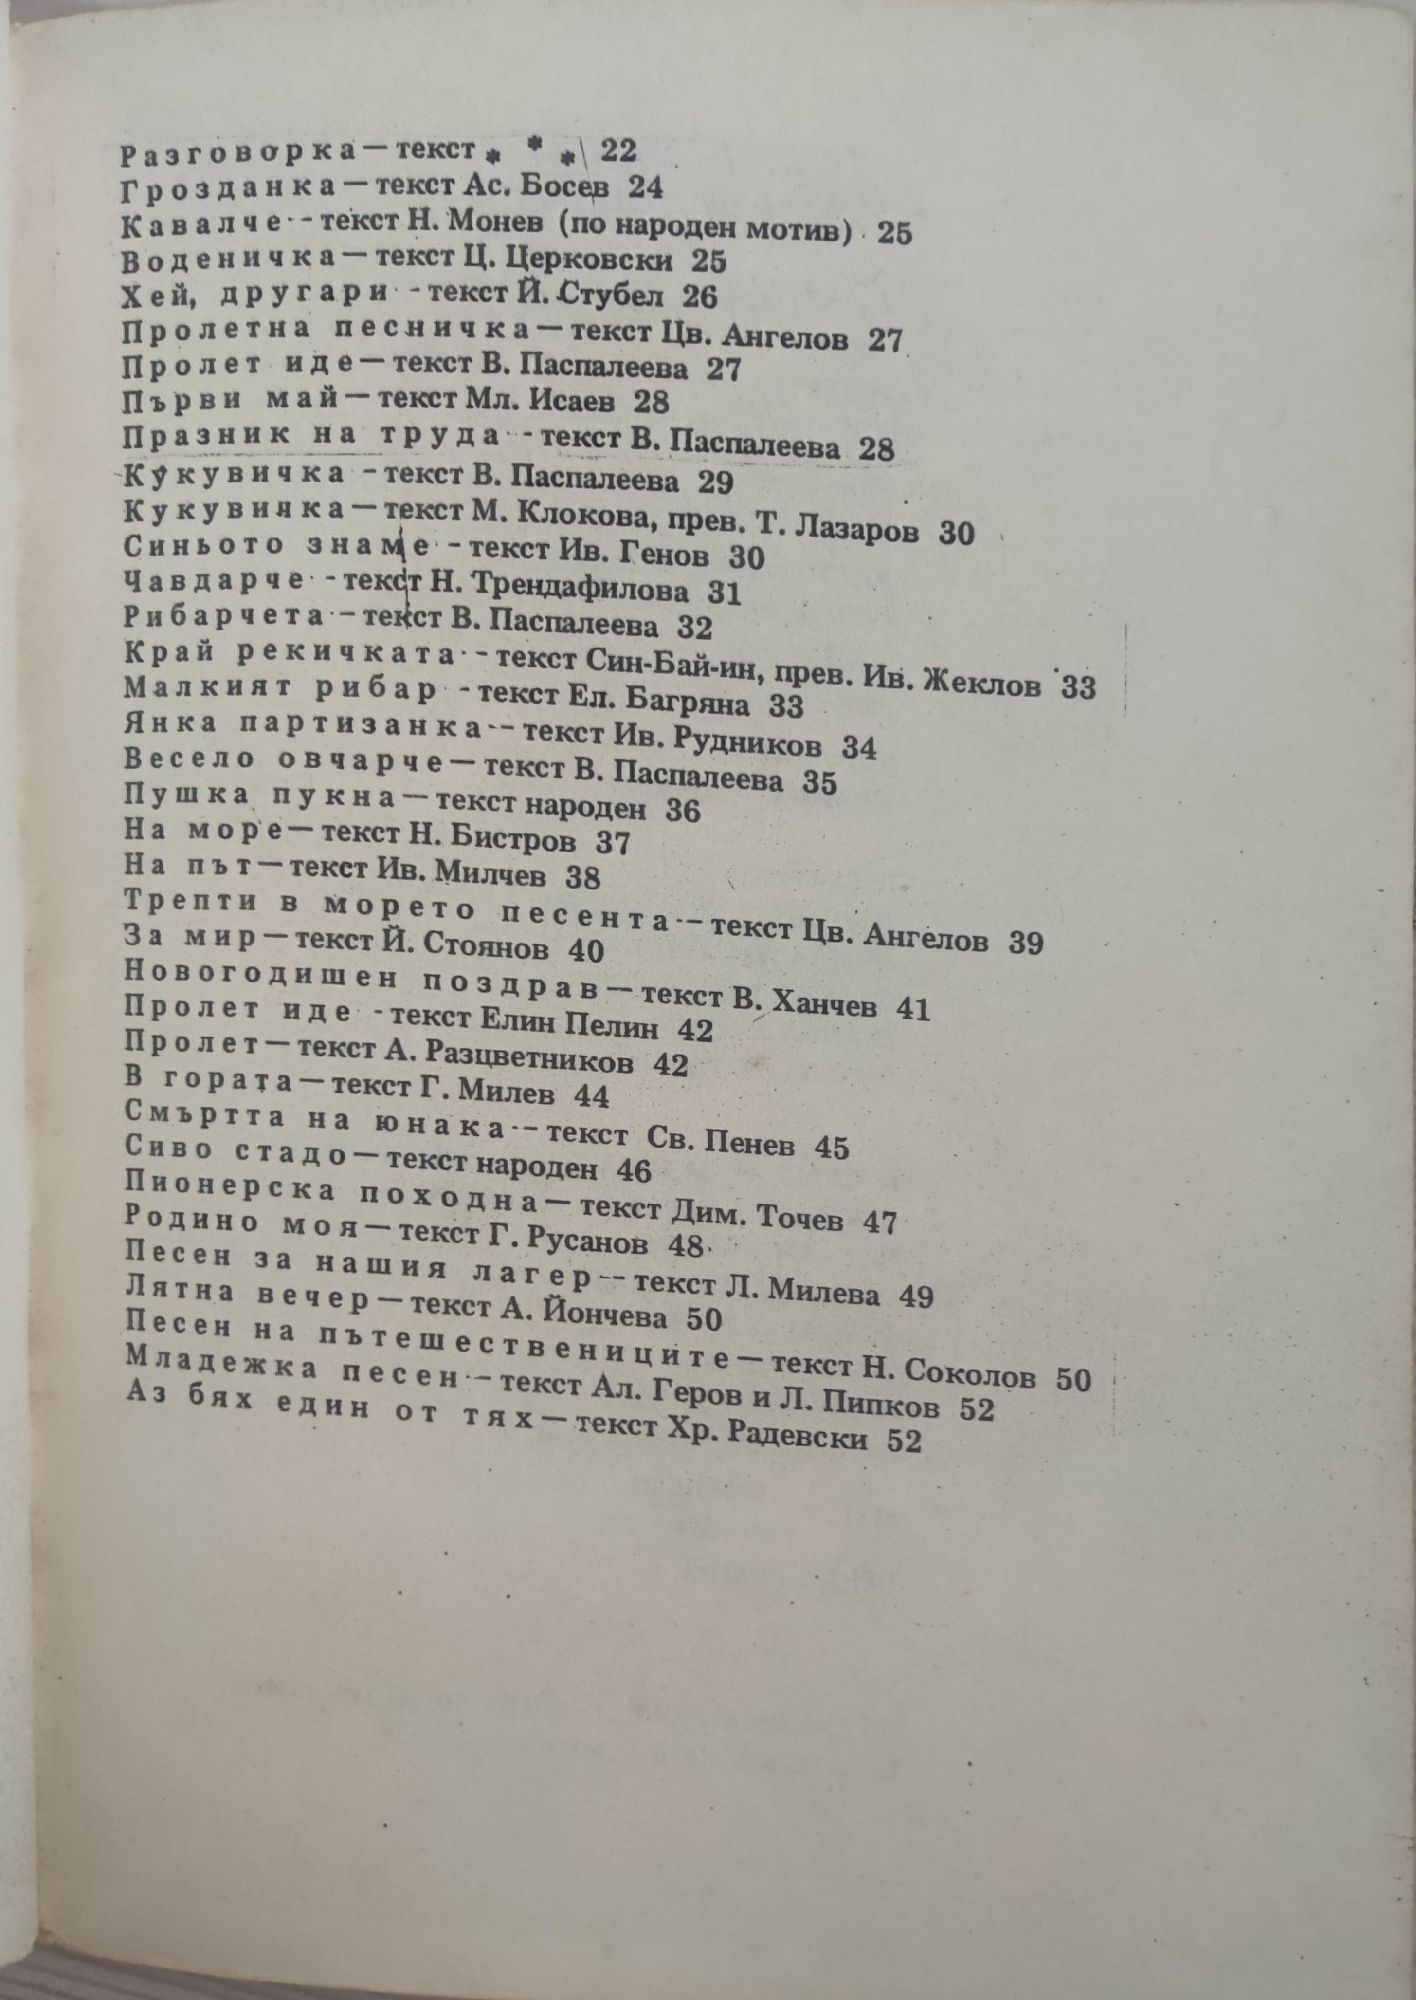 Разговорка — текст * * * 22
Грозданка — текст Ас. Босев 24
Кавалче - текст Н. Монев (по народен мотив) 25
Воденичка — текст Ц. Церковски 25
Хей, другари - текст Й. Стубел 26
Пролетна песничка — текст Цв. Ангелов 27
Пролет иде — текст В. Паспалеева 27
Първи май — текст Мл. Исаев 28
Празник на труда - текст В. Паспалеева 28
Кукувичка - текст В. Паспалеева 29
Кукувиянка — текст М. Клокова, прев. Т. Лазаров 30
Синьото знаме - текст Ив. Генов 30
Чавдарче - текст Н. Трендафилова 31
Рибарчета - текст В. Паспалеева 32
Край рекичката - текст Син-Бай-ин, прев. Ив. Жеклов 33
Малкият рибар - текст Ел. Багряна 33
Янка партизанка - текст Ив. Рудников 34
Весело овчарче — текст В. Паспалеева 35
Пушка пукна — текст народен 36
На море — текст Н. Бистров 37
На път — текст Ив. Милчев 38
Трепти в морето песента - текст Цв. Ангелов 39
За мир — текст Й. Стоянов 40
Новогодишен поздрав — текст В. Ханчев 41
Пролет иде - текст Елин Пелин 42
Пролет — текст А. Разцветников 42
В гората — текст Г. Милев 44
Смъртта на юнака - текст Св. Пенев 45
Сиво стадо — текст народен 46
Пионерска походна — текст Дим. Точев 47
Родино моя — текст Г. Русанов 48
Песен за нашия лагер - текст Л. Милева 49
Лятна вечер — текст А. Йончева 50
Песен на пътешествениците — текст Н. Соколов 50
Младежка песен - текст Ал. Геров и Л. Пипков 52
Аз бях един от тях — текст Хр. Радевски 52